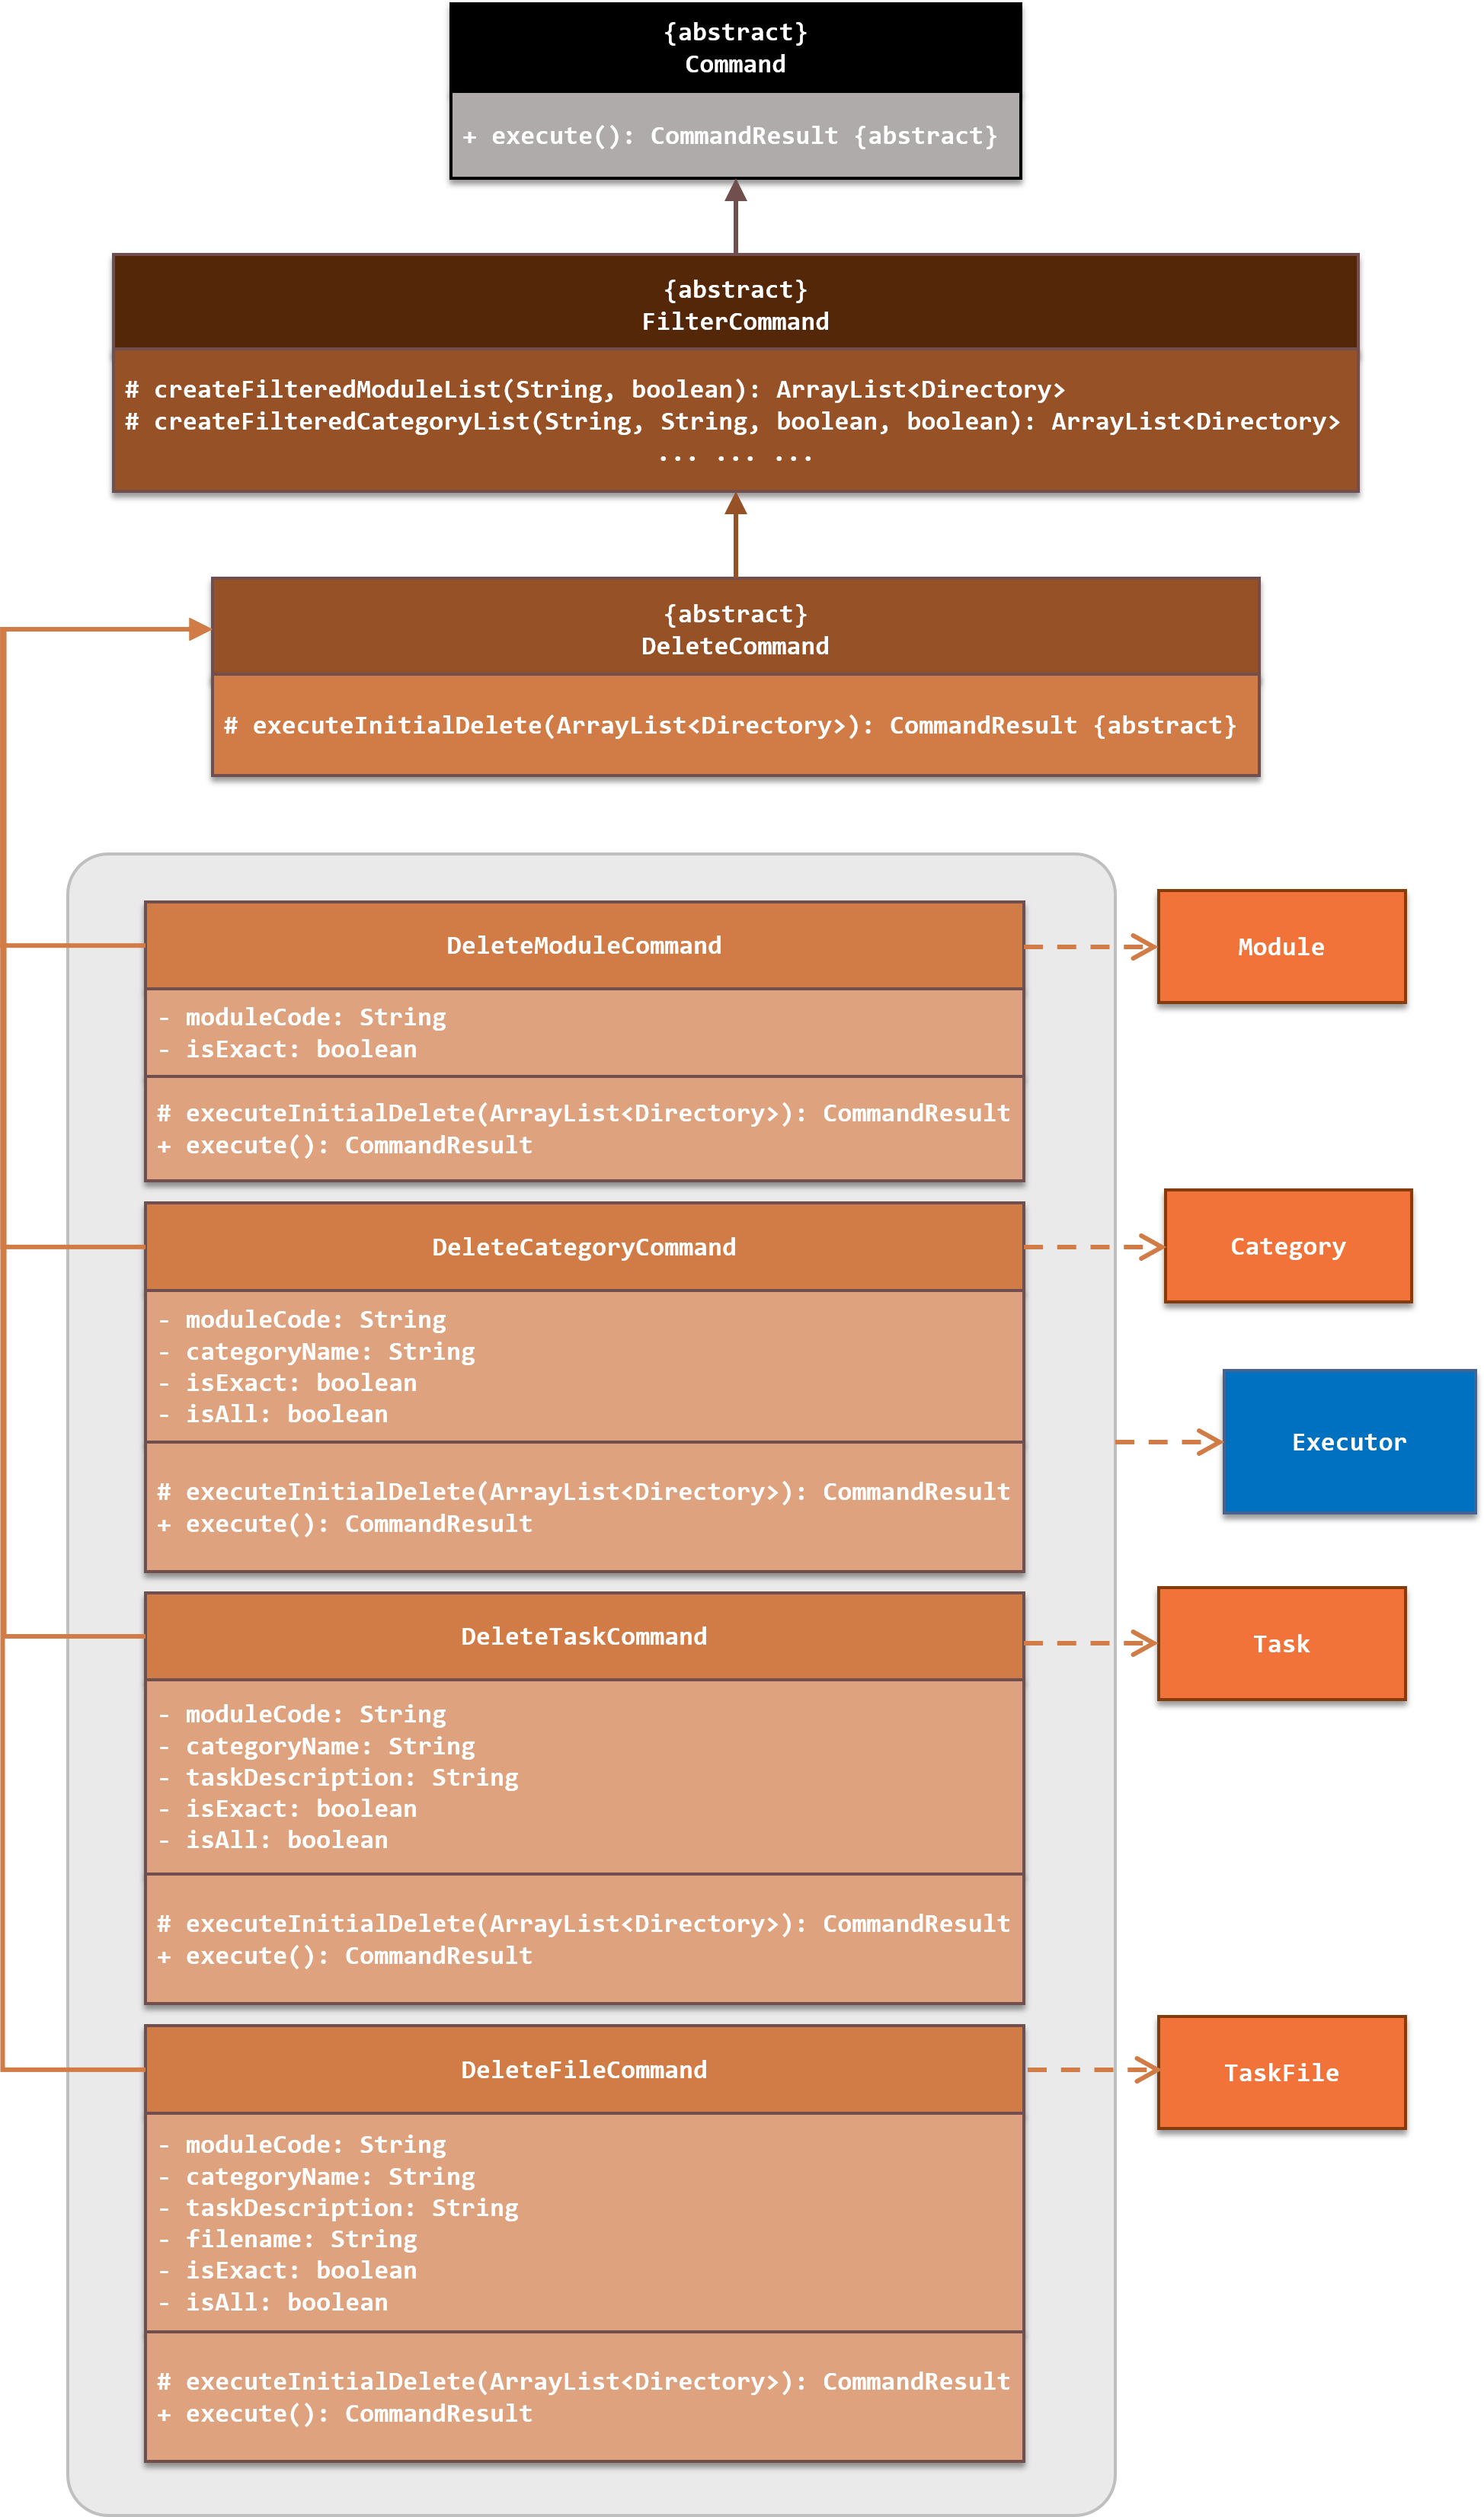 {abstract}
Command
+ execute(): CommandResult {abstract}
{abstract}
FilterCommand
# createFilteredModuleList(String, boolean): ArrayList<Directory>
# createFilteredCategoryList(String, String, boolean, boolean): ArrayList<Directory>
... ... ...
{abstract}
DeleteCommand
# executeInitialDelete(ArrayList<Directory>): CommandResult {abstract}
DeleteModuleCommand
- moduleCode: String
- isExact: boolean
# executeInitialDelete(ArrayList<Directory>): CommandResult
+ execute(): CommandResult
Module
DeleteCategoryCommand
- moduleCode: String
- categoryName: String
- isExact: boolean
- isAll: boolean
# executeInitialDelete(ArrayList<Directory>): CommandResult
+ execute(): CommandResult
Category
Executor
DeleteTaskCommand
- moduleCode: String
- categoryName: String
- taskDescription: String
- isExact: boolean
- isAll: boolean
# executeInitialDelete(ArrayList<Directory>): CommandResult
+ execute(): CommandResult
Task
DeleteFileCommand
- moduleCode: String
- categoryName: String
- taskDescription: String
- filename: String
- isExact: boolean
- isAll: boolean
# executeInitialDelete(ArrayList<Directory>): CommandResult
+ execute(): CommandResult
TaskFile